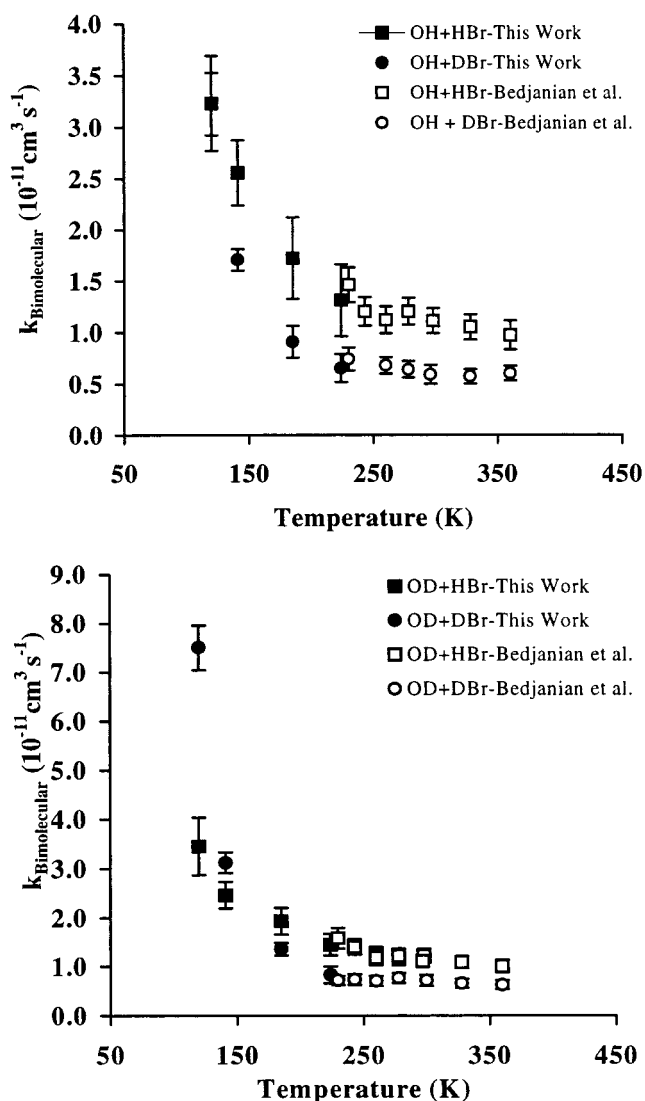 4.0
3.5
3.0
2.5
2.0
1.5
1.0
0.5
0.0
k_Bimolecular (10^-11 cm^3 s^-1)
OH+HBr-This Work
OH+DBr-This Work
OH+HBr-Bedjanian et al.
OH + DBr-Bedjanian et al.
50 150 250 350 450
Temperature (K)
9.0
8.0
7.0
6.0
5.0
4.0
3.0
2.0
1.0
0.0
k_Bimolecular (10^-11 cm^3 s^-1)
OD+HBr-This Work
OD+DBr-This Work
OD+HBr-Bedjanian et al.
OD+DBr-Bedjanian et al.
50 150 250 350 450
Temperature (K)